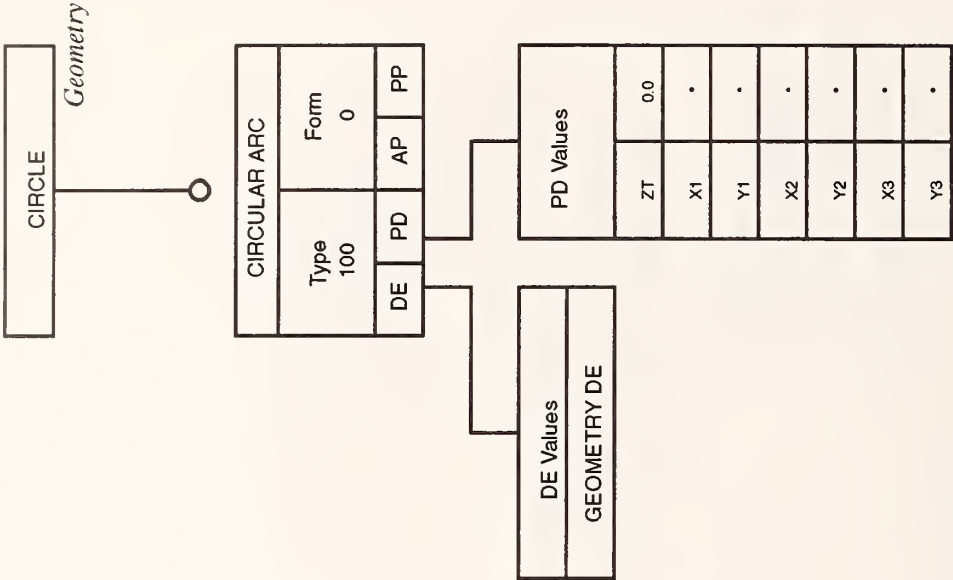 CIRCLE
Geometry
CIRCULAR ARC
Type
100
Form
0
DE PD AP PP
DE Values
GEOMETRY DE
PD Values
ZT 0.0
X1 •
Y1 •
X2 •
Y2 •
X3 •
Y3 •